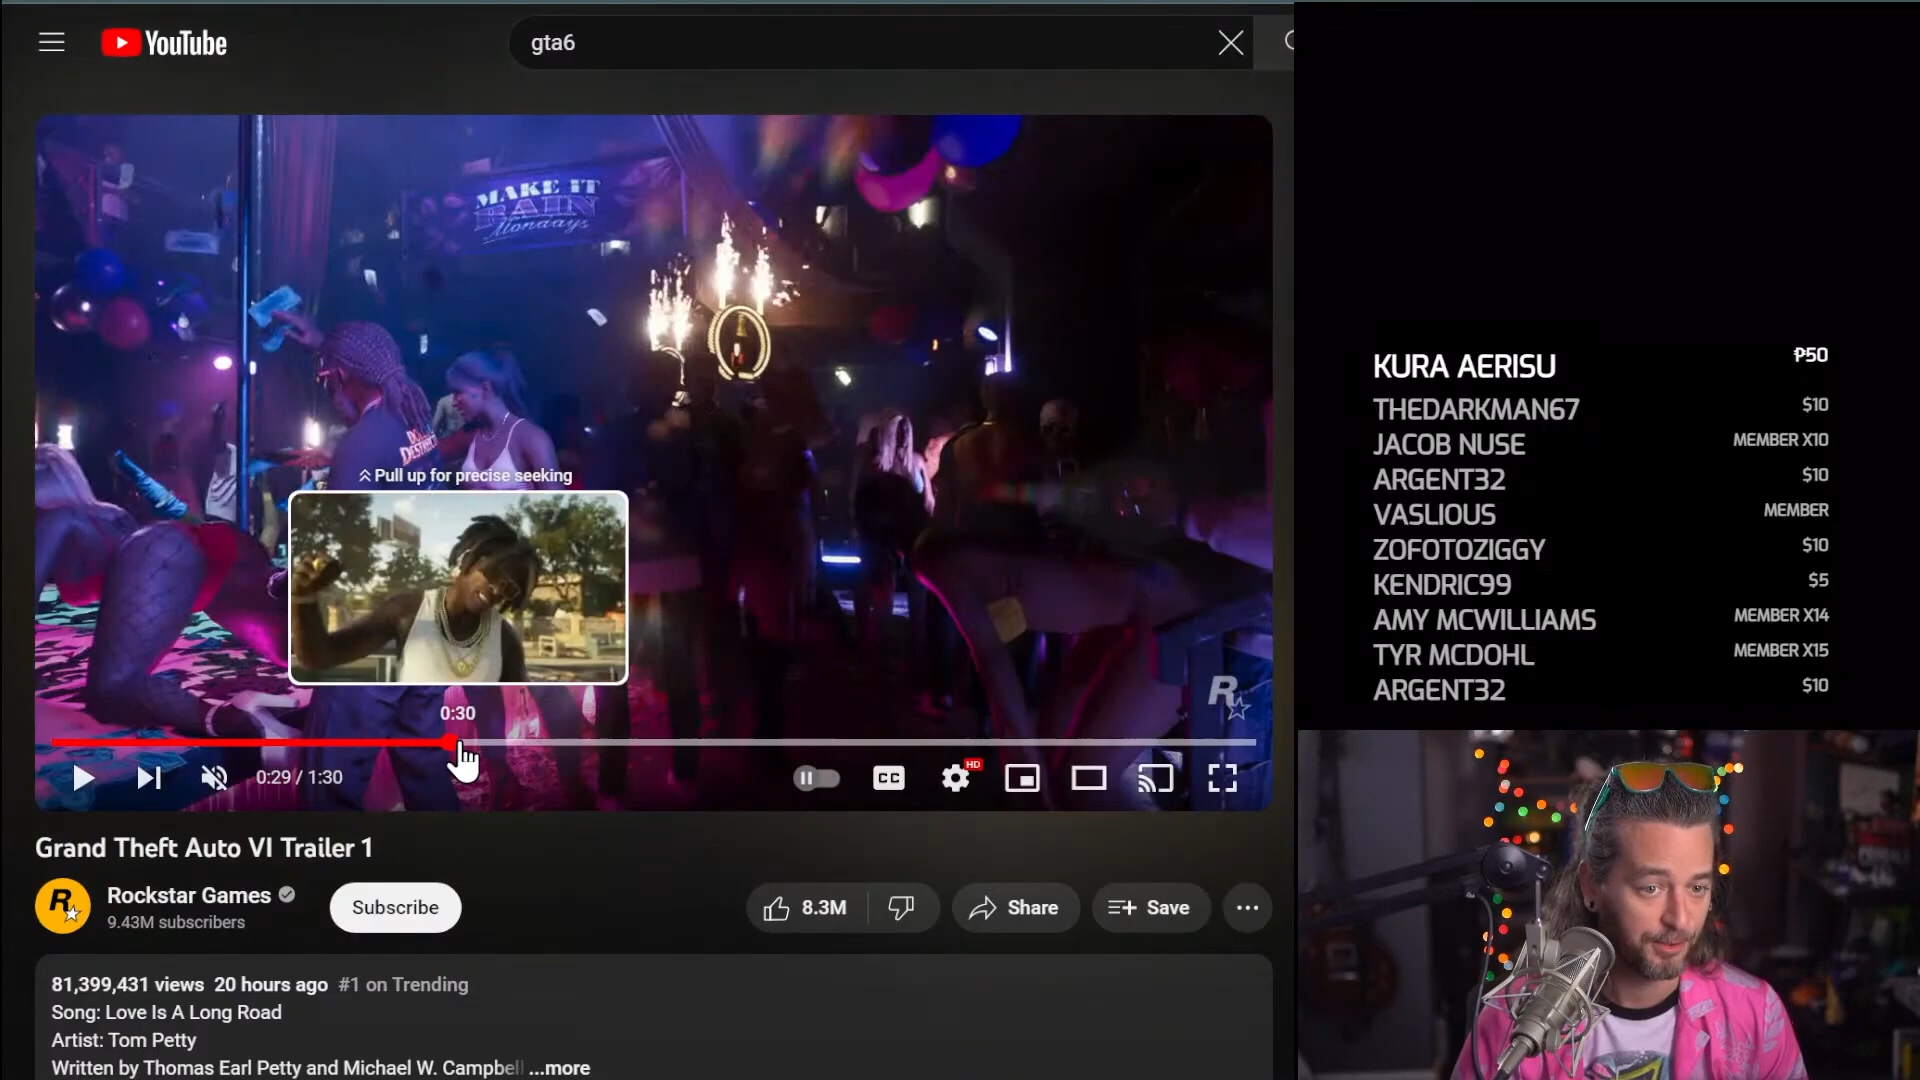 YouTube
gta6
MAKE IT
RAIN
Mondays
DO
Pull up for precise seeking
0:30
0:29 / 1:30
CC
HD
R
Grand Theft Auto VI Trailer 1
R
Rockstar Games
9.43M subscribers
Subscribe
8.3M
Share
Save
81,399,431 views 20 hours ago #1 on Trending
Song: Love Is A Long Road
Artist: Tom Petty
Written by Thomas Earl Petty and Michael W. Campbell ...more
KURA AERISU ₱50
THEDARKMAN67 $10
JACOB NUSE MEMBER X10
ARGENT32 $10
VASLIOUS MEMBER
ZOFOTOZIGGY $10
KENDRIC99 $5
AMY MCWILLIAMS MEMBER X14
TYR MCDOHL MEMBER X15
ARGENT32 $10